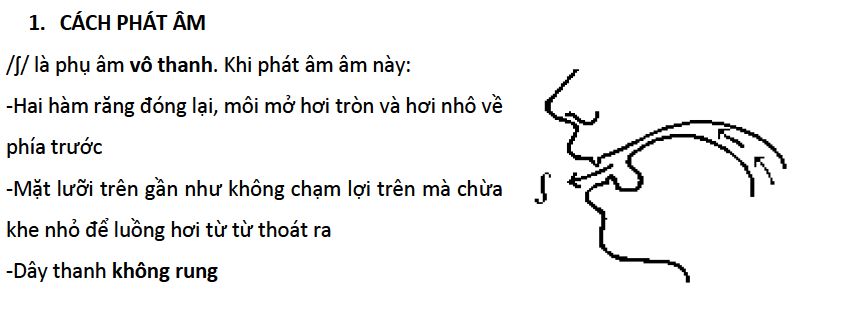 1. CÁCH PHÁT ÂM
/ʃ/ là phụ âm vô thanh. Khi phát âm âm này:
-Hai hàm răng đóng lại, môi mở hơi tròn và hơi nhô về
phía trước
-Mặt lưỡi trên gần như không chạm lợi trên mà chừa
khe nhỏ để luồng hơi từ từ thoát ra
-Dây thanh không rung
ʃ